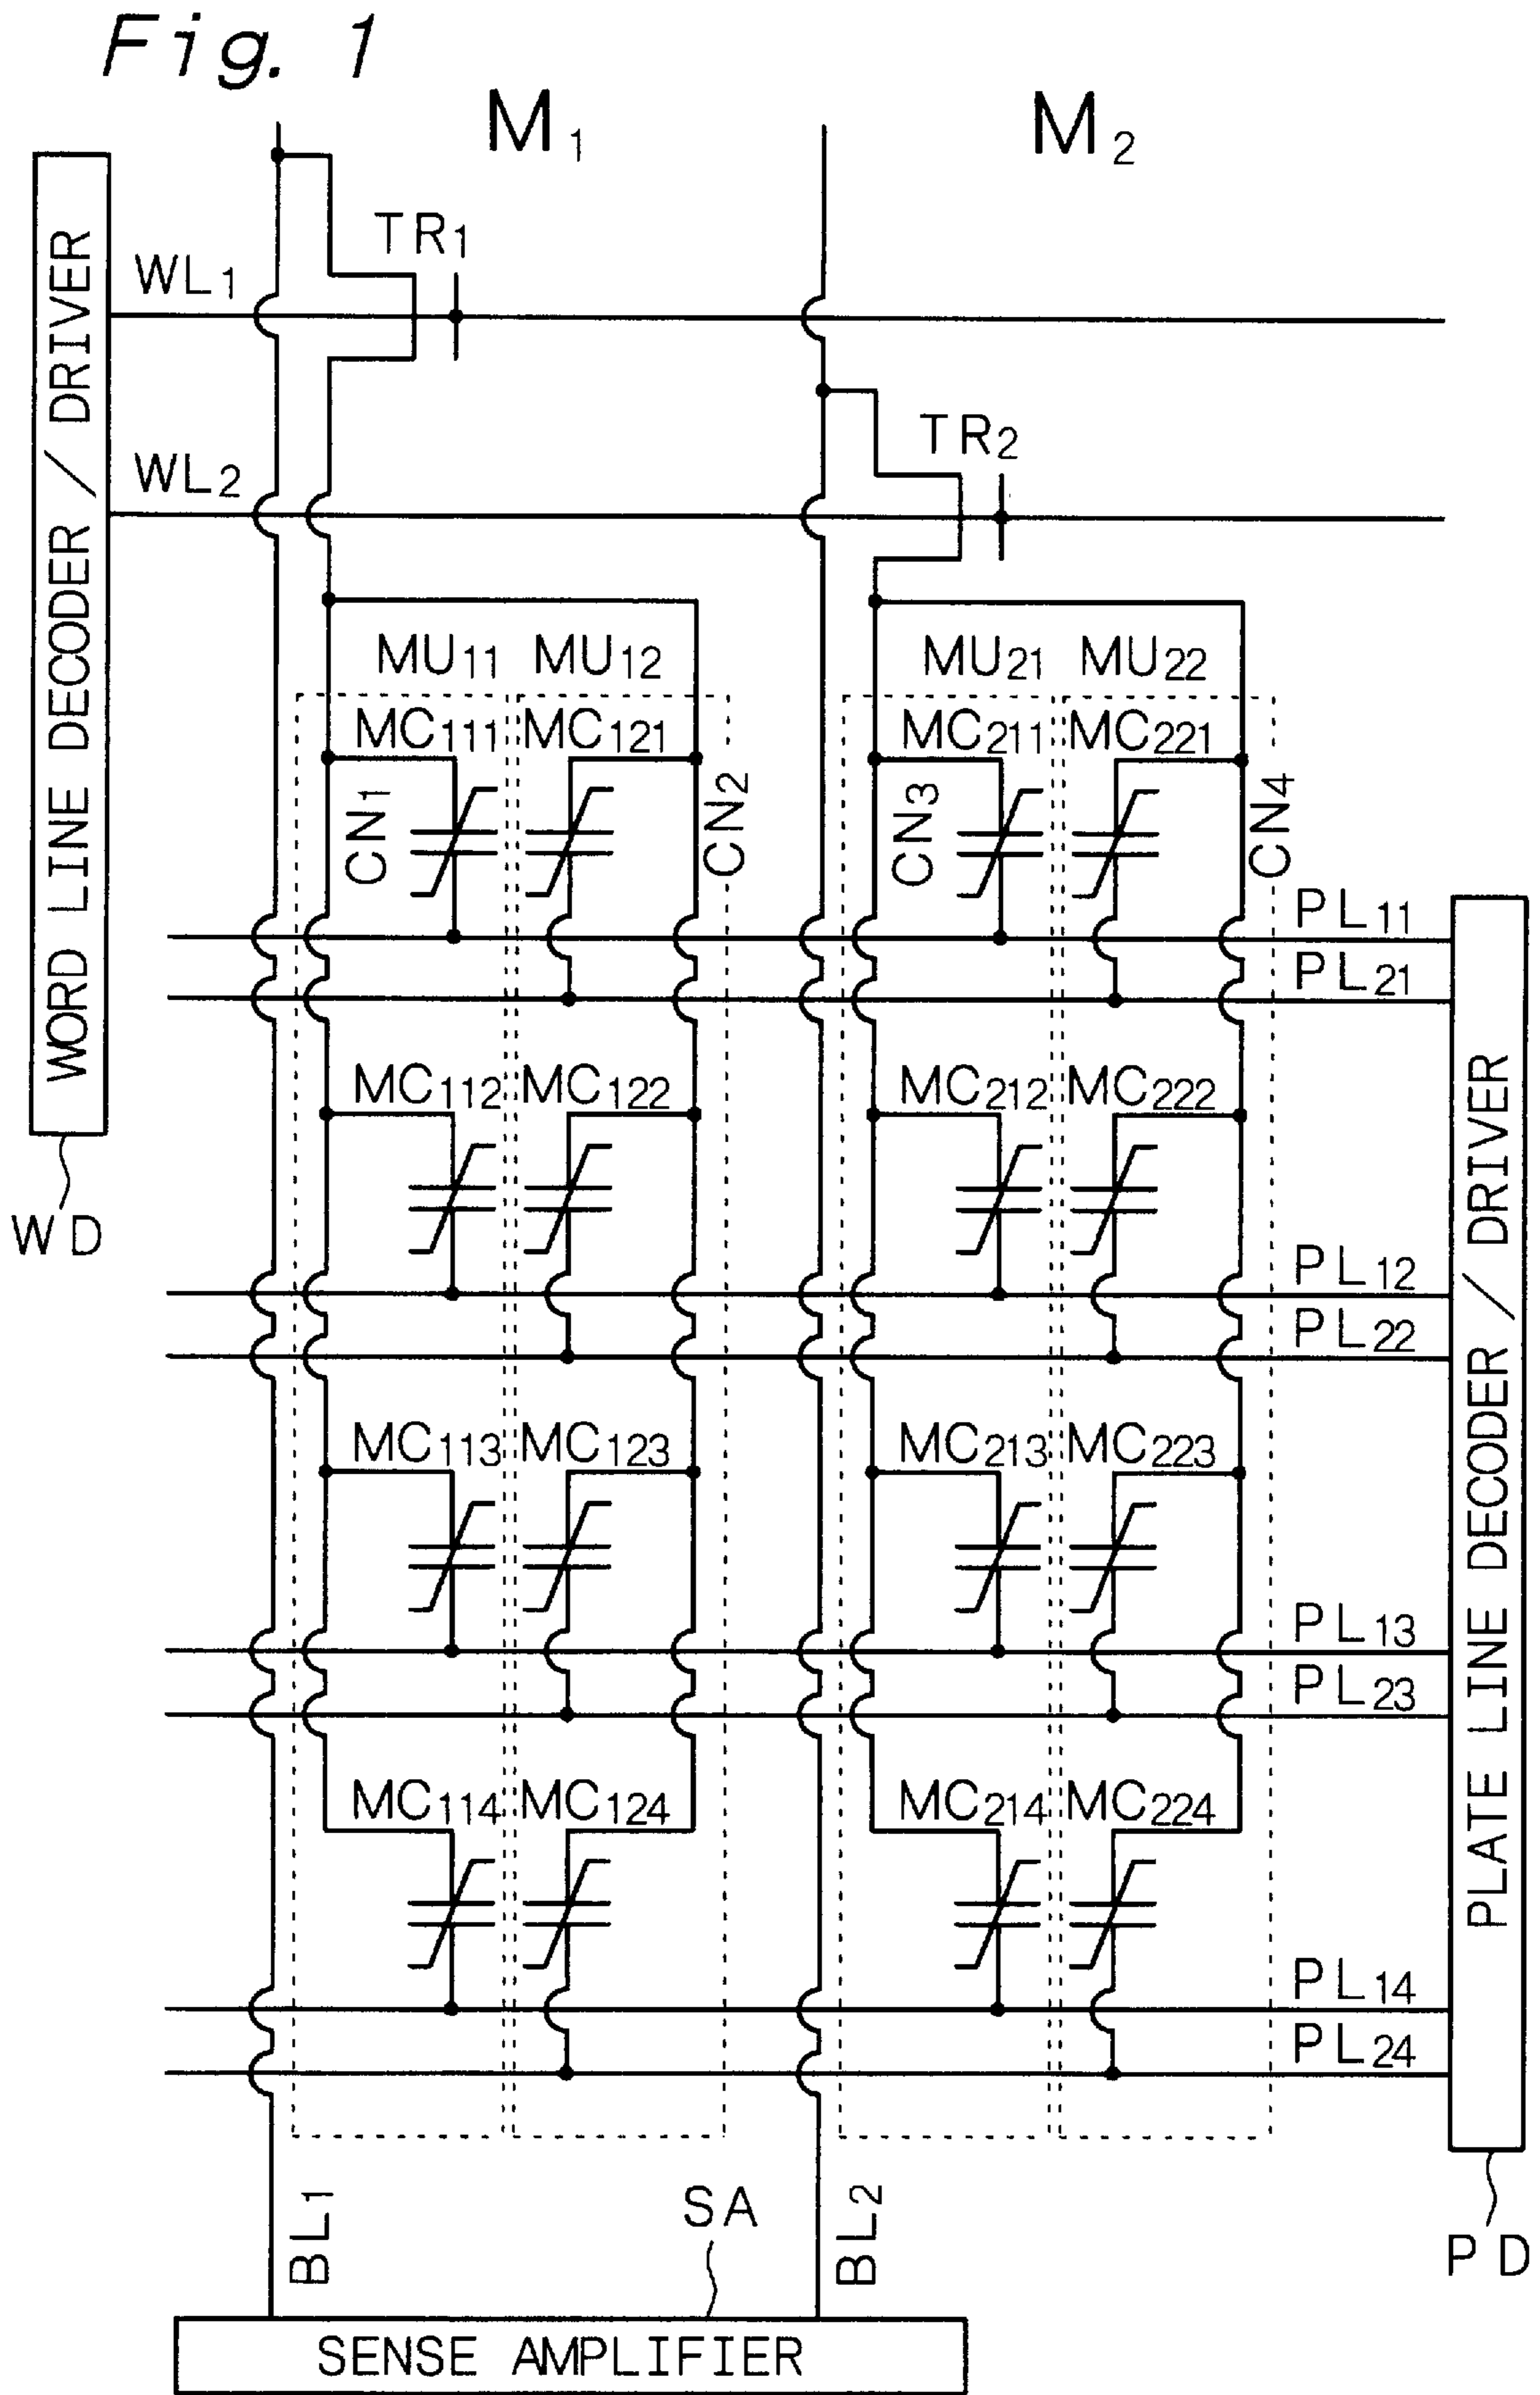 Fig. 1
M1 M2
TR1
WL1
TR2
WL2
WORD LINE DECODER / DRIVER
MU11 MU12 MU21 MU22
MC111 MC121 MC211 MC221
CN1 CN2 CN3 CN4
PL11
PL21
MC112 MC122 MC212 MC222
WD
PL12
PL22
MC113 MC123 MC213 MC223
PL13
PL23
PLATE LINE DECODER / DRIVER
MC114 MC124 MC214 MC224
PL14
PL24
BL1 SA BL2
PD
SENSE AMPLIFIER